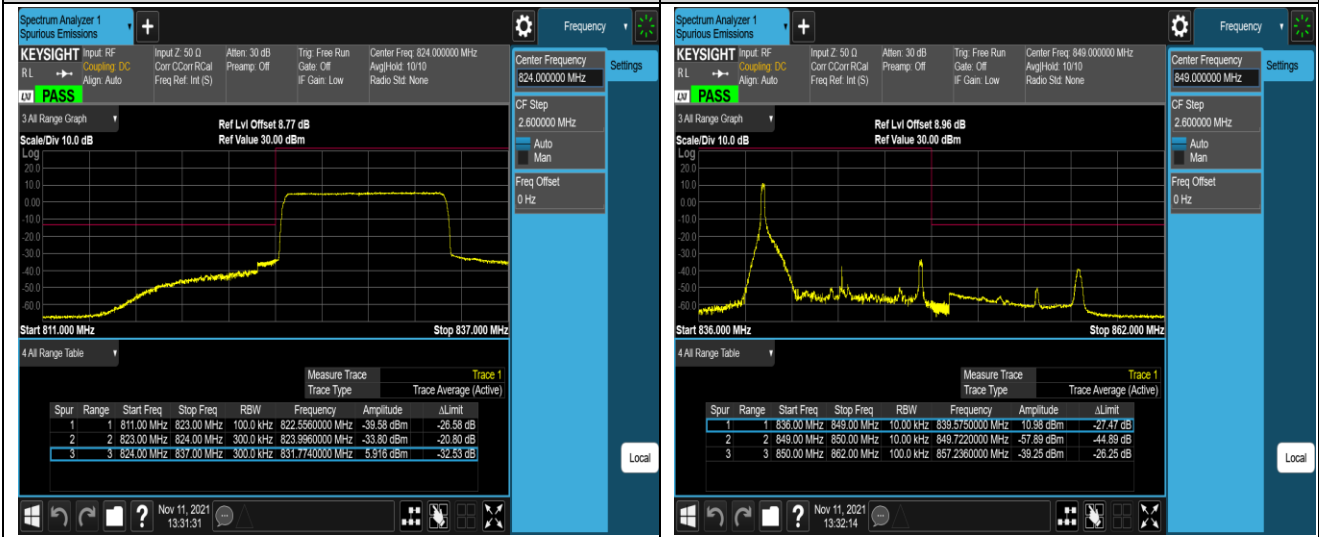 Spectrum Analyzer 1
Spurious Emissions
+
Frequency
KEYSIGHT Input: RF Input Z: 50 Ω Atten: 30 dB Trig: Free Run Center Freq: 824.000000 MHz
RL Coupling: DC Corr CCorr RCal Preamp: Off Gate: Off Avg|Hold: 10/10
Align: Auto Freq Ref: Int (S) IF Gain: Low Radio Std: None
LXI PASS
Center Frequency
824.000000 MHz
Settings
CF Step
2.600000 MHz
Auto
Man
Freq Offset
0 Hz
3 All Range Graph
Ref Lvl Offset 8.77 dB
Scale/Div 10.0 dB Ref Value 30.00 dBm
Log
20.0
10.0
0.00
-10.0
-20.0
-30.0
-40.0
-50.0
-60.0
Start 811.000 MHz Stop 837.000 MHz
4 All Range Table
Measure Trace Trace 1
Trace Type Trace Average (Active)
Spur Range Start Freq Stop Freq RBW Frequency Amplitude ΔLimit
1 1 811.00 MHz 823.00 MHz 100.0 kHz 822.5560000 MHz -39.58 dBm -26.58 dB
2 2 823.00 MHz 824.00 MHz 300.0 kHz 823.9960000 MHz -33.80 dBm -20.80 dB
3 3 824.00 MHz 837.00 MHz 300.0 kHz 831.7740000 MHz 5.916 dBm -32.53 dB
Local
?
Nov 11, 2021
13:31:31
Spectrum Analyzer 1
Spurious Emissions
+
Frequency
KEYSIGHT Input: RF Input Z: 50 Ω Atten: 30 dB Trig: Free Run Center Freq: 849.000000 MHz
RL Coupling: DC Corr CCorr RCal Preamp: Off Gate: Off Avg|Hold: 10/10
Align: Auto Freq Ref: Int (S) IF Gain: Low Radio Std: None
LXI PASS
Center Frequency
849.000000 MHz
Settings
CF Step
2.600000 MHz
Auto
Man
Freq Offset
0 Hz
3 All Range Graph
Ref Lvl Offset 8.96 dB
Scale/Div 10.0 dB Ref Value 30.00 dBm
Log
20.0
10.0
0.00
-10.0
-20.0
-30.0
-40.0
-50.0
-60.0
Start 836.000 MHz Stop 862.000 MHz
4 All Range Table
Measure Trace Trace 1
Trace Type Trace Average (Active)
Spur Range Start Freq Stop Freq RBW Frequency Amplitude ΔLimit
1 1 836.00 MHz 849.00 MHz 10.00 kHz 839.5750000 MHz 10.98 dBm -27.47 dB
2 2 849.00 MHz 850.00 MHz 10.00 kHz 849.7220000 MHz -57.89 dBm -44.89 dB
3 3 850.00 MHz 862.00 MHz 100.0 kHz 857.2360000 MHz -39.25 dBm -26.25 dB
Local
?
Nov 11, 2021
13:32:14